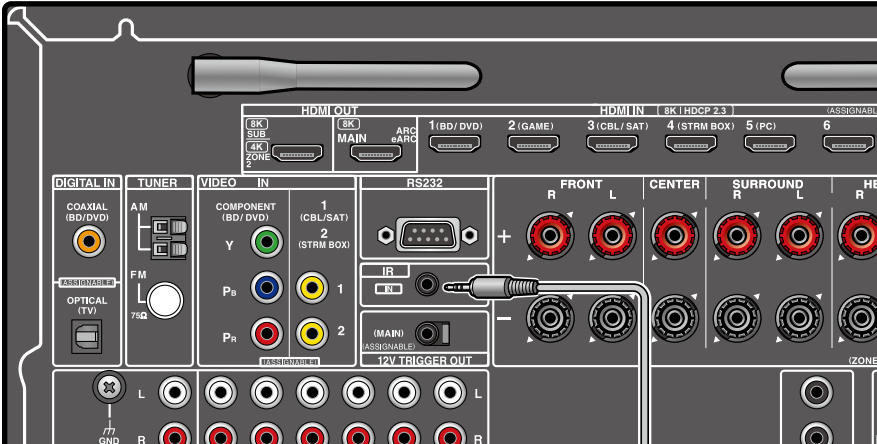 HDMI OUT
HDMI IN
8K | HDCP 2.3
(ASSIGNABL
8K
SUB
4K
ZONE
2
8K
MAIN
ARC
eARC
1 (BD/ DVD)
2 (GAME)
3 (CBL / SAT)
4 (STRM BOX)
5 (PC)
6
DIGITAL IN
TUNER
VIDEO IN
RS232
FRONT
R L
CENTER
SURROUND
R L
HE
R
COAXIAL
(BD/DVD)
AM
COMPONENT
(BD/ DVD)
1
(CBL/SAT)
2
(STRM BOX)
Y
+
IR
IN
(ASSIGNABLE)
FM
OPTICAL
(TV)
75Ω
PB
1
−
PR
2
(MAIN)
(ASSIGNABLE)
(ASSIGNABLE)
12V TRIGGER OUT
(ZONE
L
L
GND
R
R